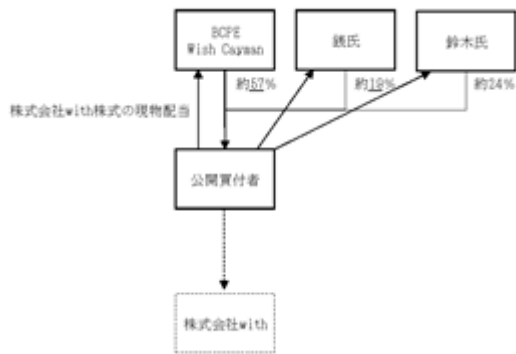 BCPE
Wish Cayman
銭氏
鈴木氏
約57%
約19%
約24%
株式会社with株式の現物配当
公開買付者
株式会社with